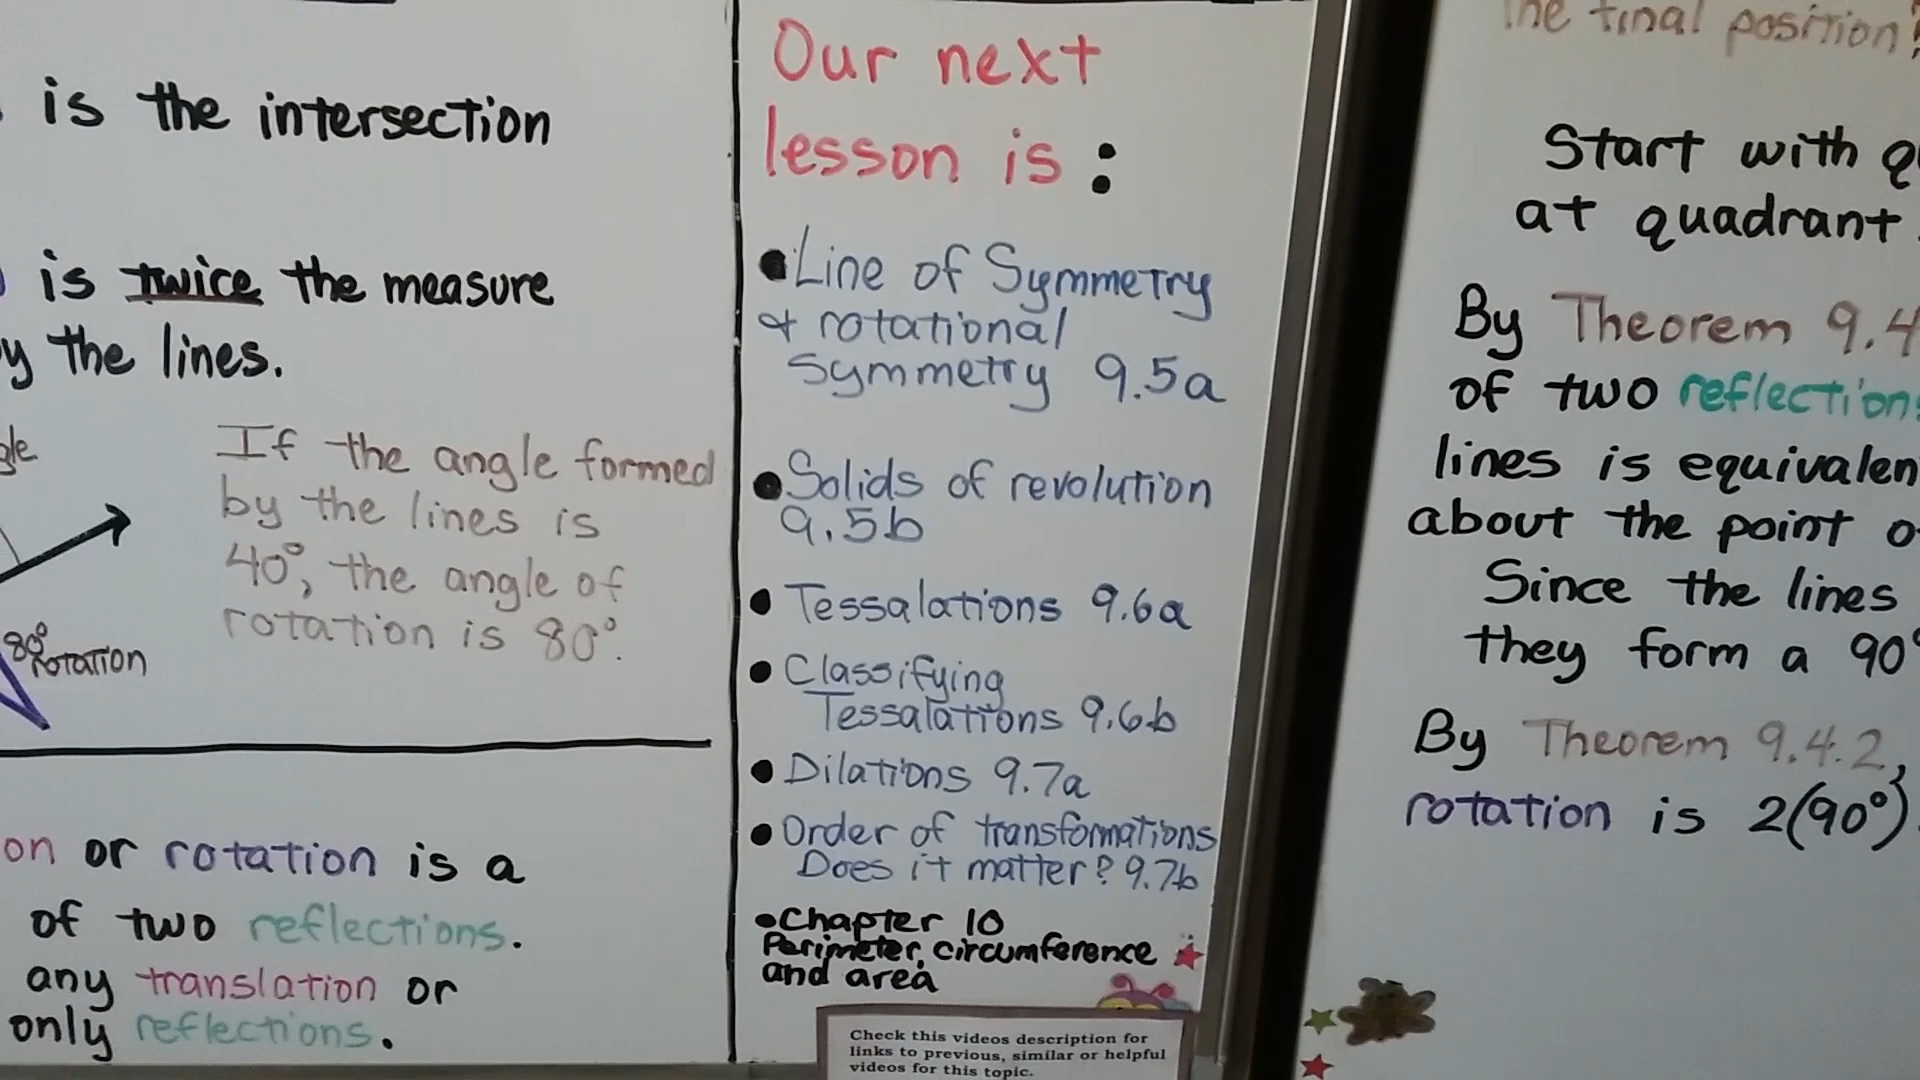 is the intersection
is twice the measure
y the lines.
gle
If the angle formed
by the lines is
40°, the angle of
rotation is 80°.
80°
rotation
on or rotation is a
of two reflections.
any translation or
only reflections.
Our next
lesson is :
•Line of Symmetry
& rotational
symmetry 9.5a
•Solids of revolution
9.5b
• Tessalations 9.6a
• Classifying
Tessalations 9.6b
• Dilations 9.7a
• Order of transformations
Does it matter? 9.7b
•Chapter 10
Perimeter, circumference
and area
Check this videos description for
links to previous, similar or helpful
videos for this topic.
the final position?
Start with q
at quadrant
By Theorem 9.4
of two reflections
lines is equivalen
about the point o
Since the lines
they form a 90°
By Theorem 9.4.2,
rotation is 2(90°)